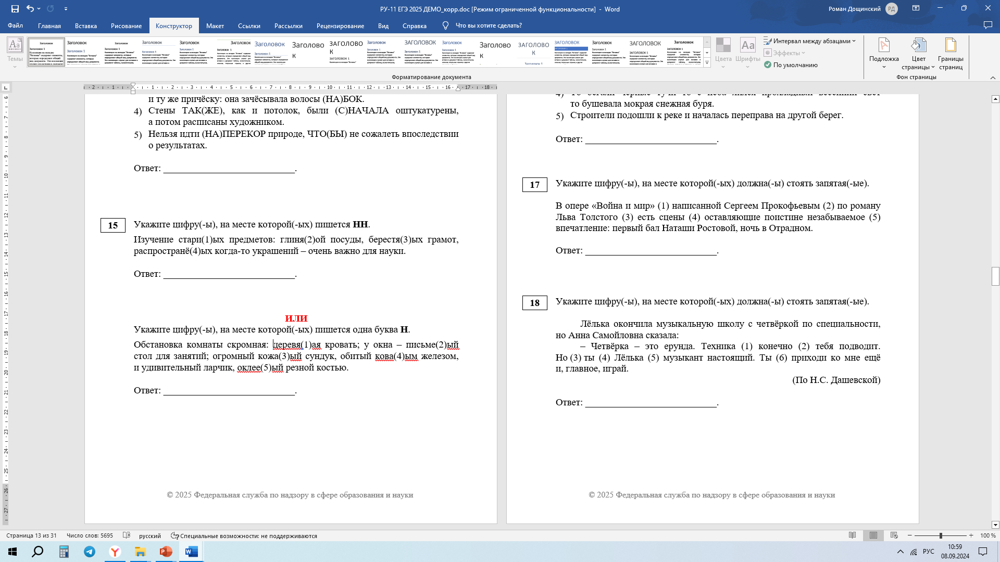 РУ-11 ЕГЭ 2025 ДЕМО_корр.doc [Режим ограниченной функциональности] - Word
Роман Дощинский
РД
Файл Главная Вставка Рисование Конструктор Макет Ссылки Рассылки Рецензирование Вид Справка Что вы хотите сделать?
Темы
Цвета
Шрифты
Интервал между абзацами
Эффекты
По умолчанию
Подложка
Цвет страницы
Границы страниц
Форматирование документа
Фон страницы
и ту же причёску: она зачёсывала волосы (НА)БОК.
4) Стены ТАК(ЖЕ), как и потолок, были (С)НАЧАЛА оштукатурены,
а потом расписаны художником.
5) Нельзя идти (НА)ПЕРЕКОР природе, ЧТО(БЫ) не сожалеть впоследствии
о результатах.
Ответ: ___________________________.
15 Укажите цифру(-ы), на месте которой(-ых) пишется НН.
Изучение стари(1)ых предметов: глиня(2)ой посуды, берестя(3)ых грамот,
распространё(4)ых когда-то украшений – очень важно для науки.
Ответ: ___________________________.
ИЛИ
Укажите цифру(-ы), на месте которой(-ых) пишется одна буква Н.
Обстановка комнаты скромная: деревя(1)ая кровать; у окна – письме(2)ый
стол для занятий; огромный кожа(3)ый сундук, обитый кова(4)ым железом,
и удивительный ларчик, оклее(5)ый резной костью.
Ответ: ___________________________.
© 2025 Федеральная служба по надзору в сфере образования и науки
то бушевала мокрая снежная буря.
5) Строители подошли к реке и началась переправа на другой берег.
Ответ: ___________________________.
17 Укажите цифру(-ы), на месте которой(-ых) должна(-ы) стоять запятая(-ые).
В опере «Война и мир» (1) написанной Сергеем Прокофьевым (2) по роману
Льва Толстого (3) есть сцены (4) оставляющие поистине незабываемое (5)
впечатление: первый бал Наташи Ростовой, ночь в Отрадном.
Ответ: ___________________________.
18 Укажите цифру(-ы), на месте которой(-ых) должна(-ы) стоять запятая(-ые).
Лёлька окончила музыкальную школу с четвёркой по специальности,
но Анна Самойловна сказала:
– Четвёрка – это ерунда. Техника (1) конечно (2) тебя подводит.
Но (3) ты (4) Лёлька (5) музыкант настоящий. Ты (6) приходи ко мне ещё
и, главное, играй.
(По Н.С. Дашевской)
Ответ: ___________________________.
© 2025 Федеральная служба по надзору в сфере образования и науки
Страница 13 из 31 Число слов: 5695 русский Специальные возможности: не поддерживаются
100 %
РУС
10:59
08.09.2024